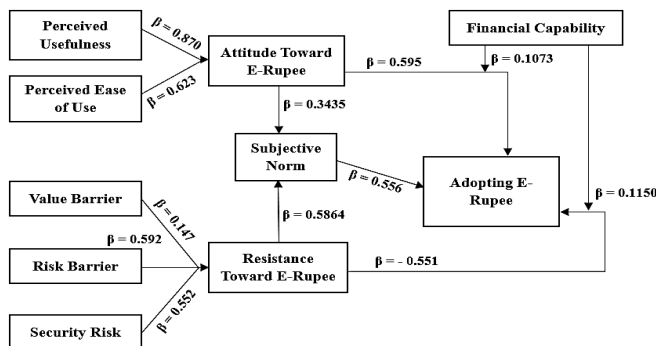 Perceived
Usefulness
β = 0.870
Perceived Ease
of Use
β = 0.623
Attitude Toward
E-Rupee
β = 0.595
Financial Capability
β = 0.1073
β = 0.3435
Subjective
Norm
β = 0.556
Adopting E-
Rupee
β = 0.1150
Value Barrier
β = 0.147
β = 0.592
Risk Barrier
β = 0.5864
Resistance
Toward E-Rupee
β = - 0.551
β = 0.552
Security Risk